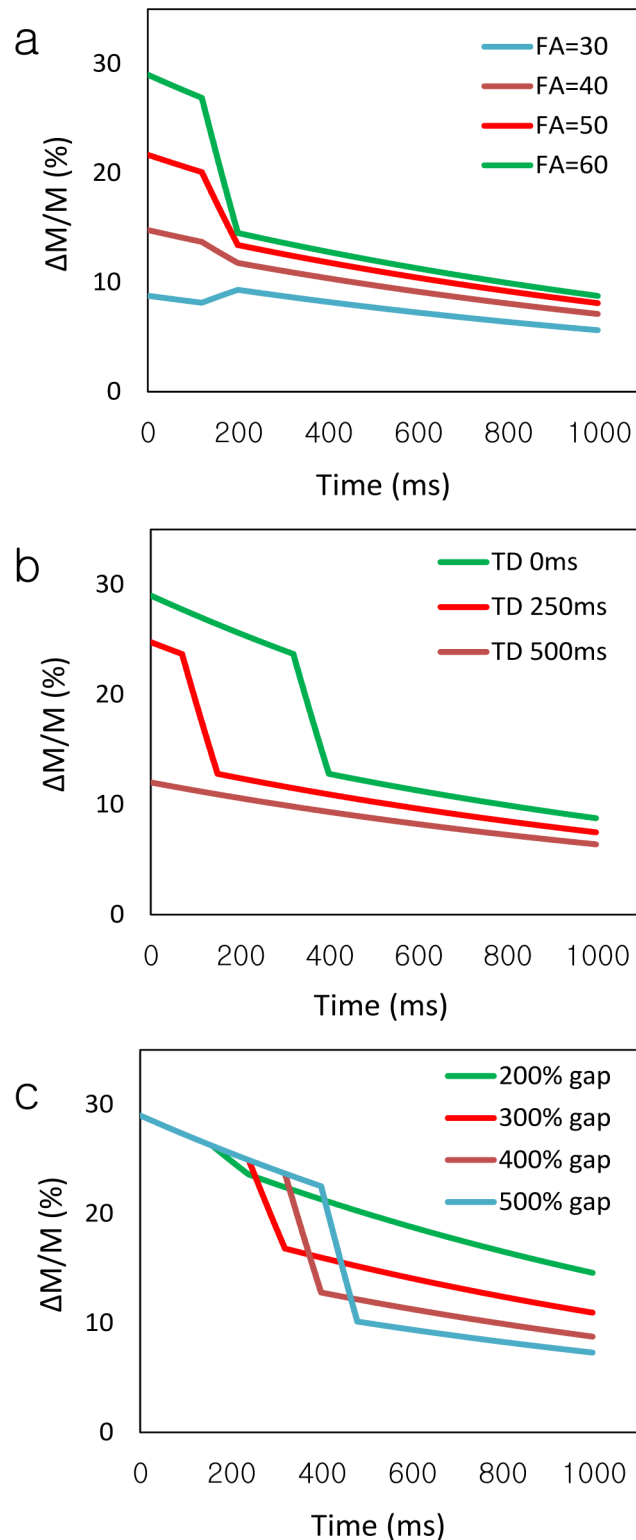 a
ΔM/M (%)
30
20
10
0
FA=30
FA=40
FA=50
FA=60
0 200 400 600 800 1000
Time (ms)
b
ΔM/M (%)
30
20
10
0
TD 0ms
TD 250ms
TD 500ms
0 200 400 600 800 1000
Time (ms)
c
ΔM/M (%)
30
20
10
0
200% gap
300% gap
400% gap
500% gap
0 200 400 600 800 1000
Time (ms)